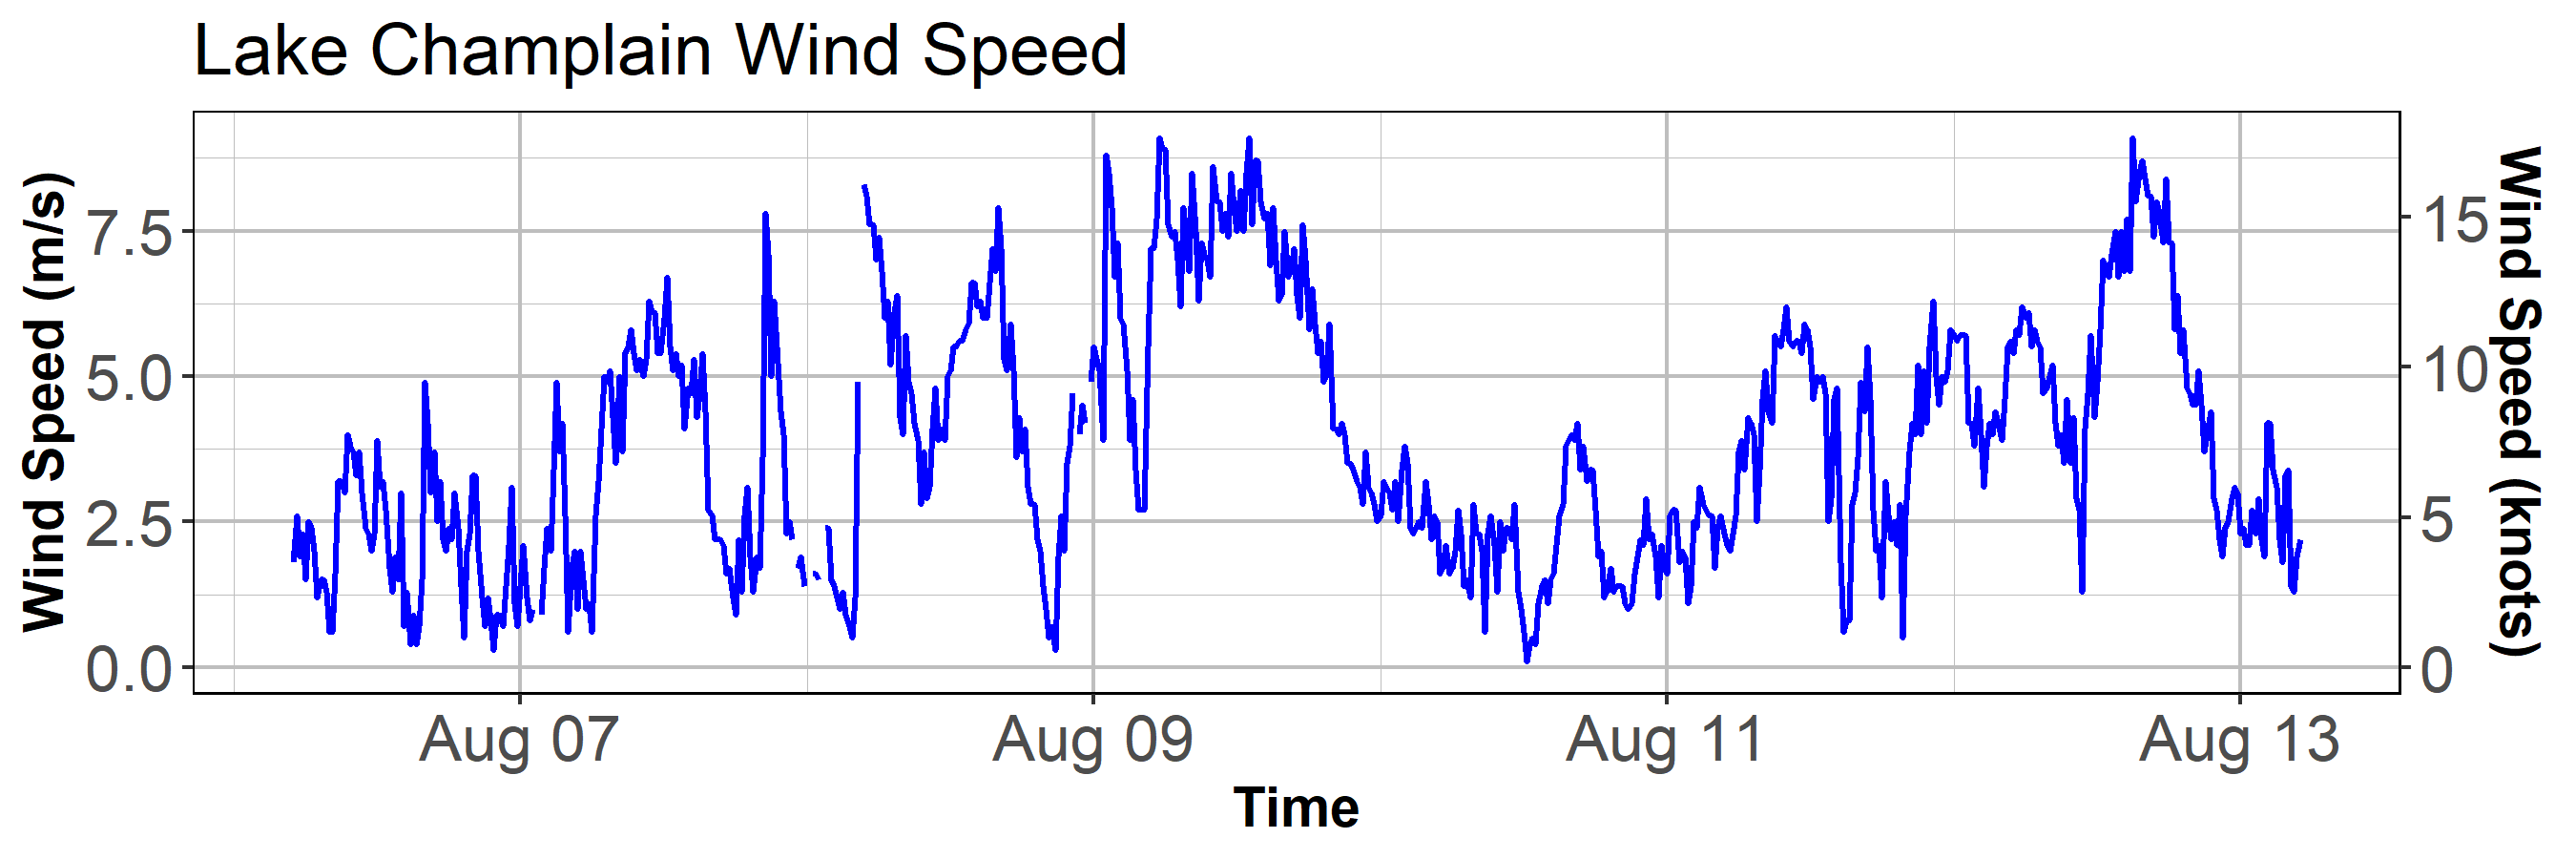 Lake Champlain Wind Speed
Wind Speed (m/s)
7.5
5.0
2.5
0.0
15
10
5
0
Wind Speed (knots)
Aug 07 Aug 09 Aug 11 Aug 13
Time